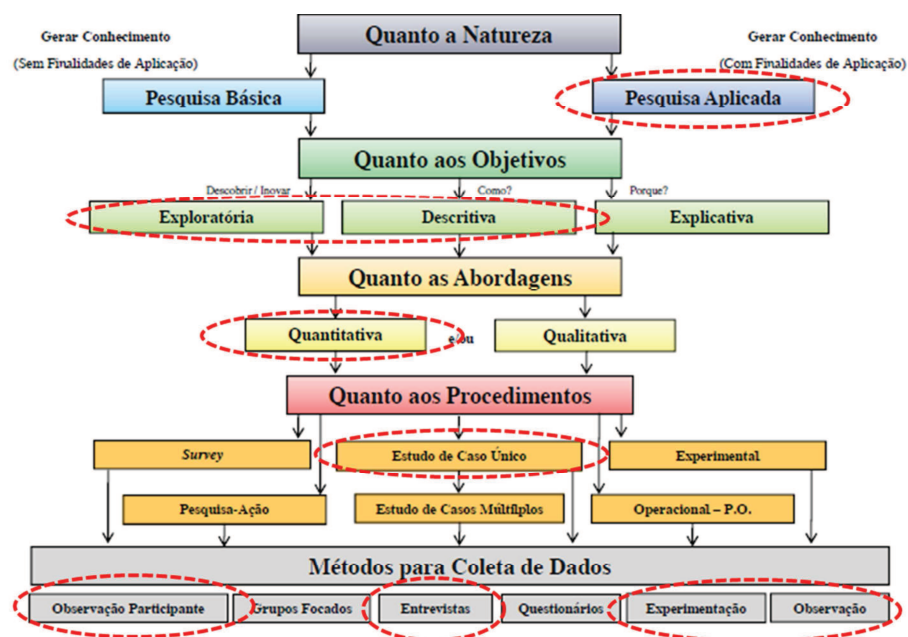 Quanto a Natureza
Gerar Conhecimento
(Sem Finalidades de Aplicação)
Gerar Conhecimento
(Com Finalidades de Aplicação)
Pesquisa Básica
Pesquisa Aplicada
Quanto aos Objetivos
Descobrir / Inovar
Como?
Porque?
Exploratória
Descritiva
Explicativa
Quanto as Abordagens
Quantitativa
e/ou
Qualitativa
Quanto aos Procedimentos
Survey
Estudo de Caso Único
Experimental
Pesquisa-Ação
Estudo de Casos Múltilplos
Operacional – P.O.
Métodos para Coleta de Dados
Observação Participante
Grupos Focados
Entrevistas
Questionários
Experimentação
Observação